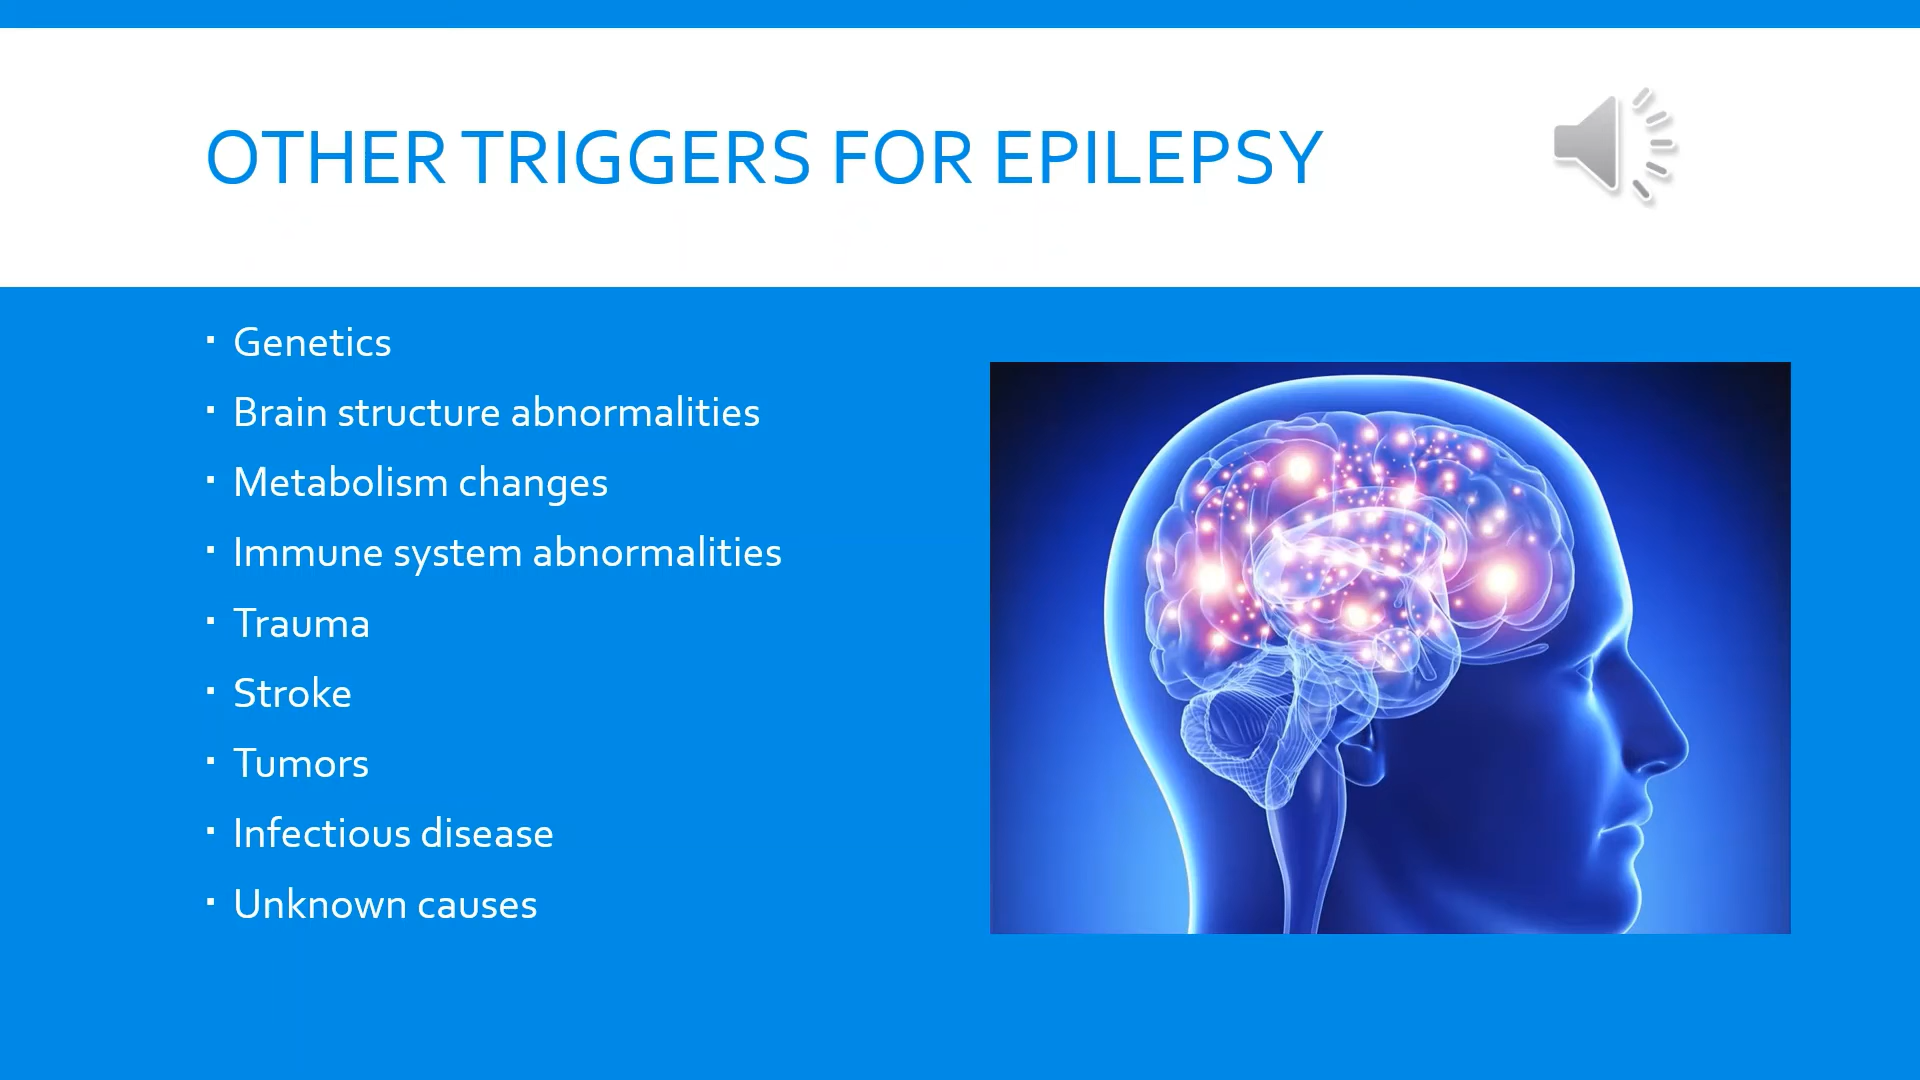 OTHER TRIGGERS FOR EPILEPSY
▪ Genetics
▪ Brain structure abnormalities
▪ Metabolism changes
▪ Immune system abnormalities
▪ Trauma
▪ Stroke
▪ Tumors
▪ Infectious disease
▪ Unknown causes